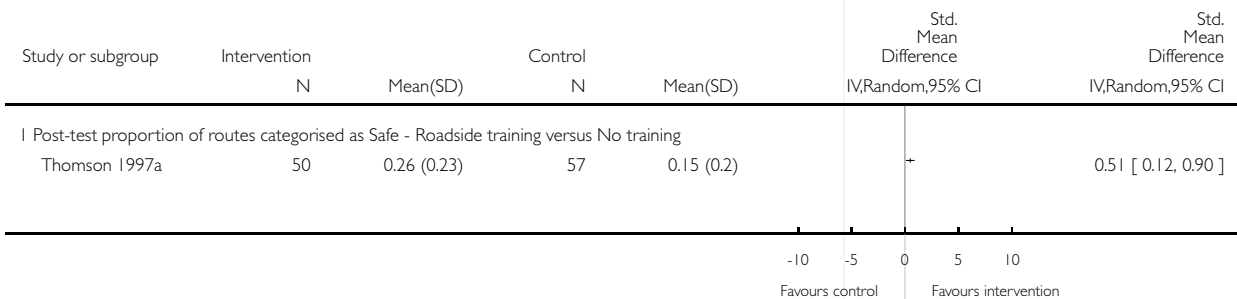 Study or subgroup Intervention Control Std. Mean Difference Std. Mean Difference
N Mean(SD) N Mean(SD) IV,Random,95% CI IV,Random,95% CI
1 Post-test proportion of routes categorised as Safe - Roadside training versus No training
Thomson 1997a 50 0.26 (0.23) 57 0.15 (0.2) 0.51 [ 0.12, 0.90 ]
-10 -5 0 5 10
Favours control Favours intervention